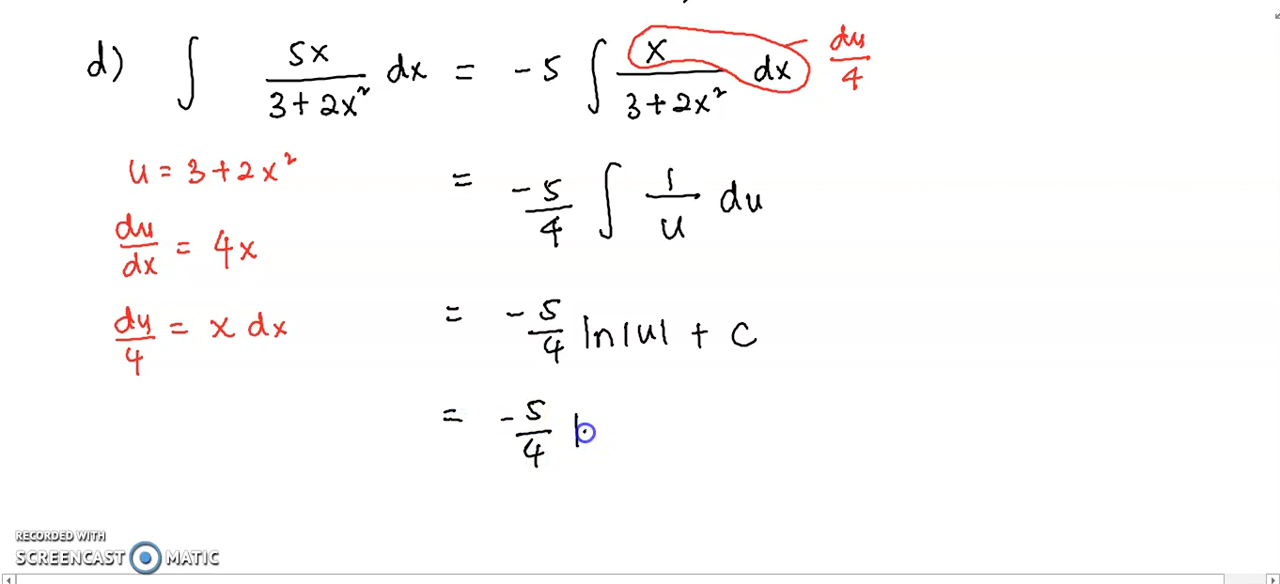 d) ∫ 5x/(3 + 2x²) dx = -5 ∫ x/(3 + 2x²) dx du/4
u = 3 + 2x²
= -5/4 ∫ 1/u du
du/dx = 4x
du/4 = x dx
= -5/4 ln|u| + c
= -5/4 l
RECORDED WITH
SCREENCAST MATIC